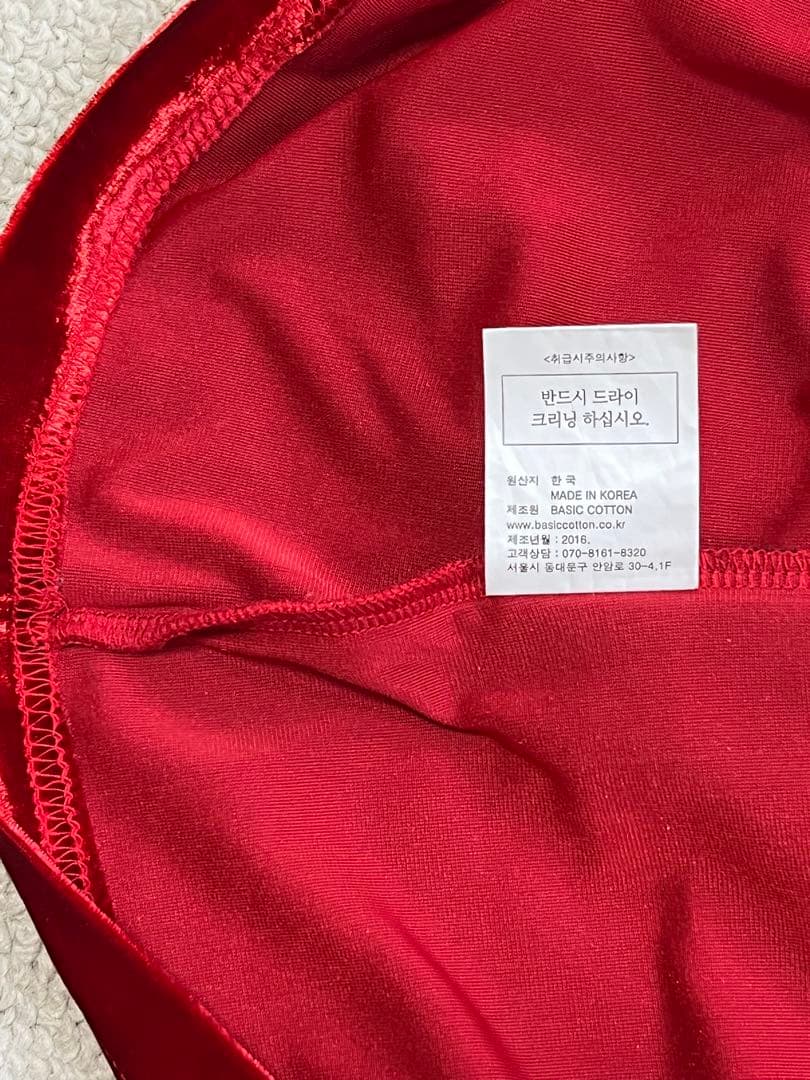 <취급시주의사항>
반드시 드라이
크리닝 하십시오.
원산지 한 국
MADE IN KOREA
제조원 BASIC COTTON
www.basiccotton.co.kr
제조년월 : 2016.
고객상담 : 070-8161-8320
서울시 동대문구 안암로 30-4,1F